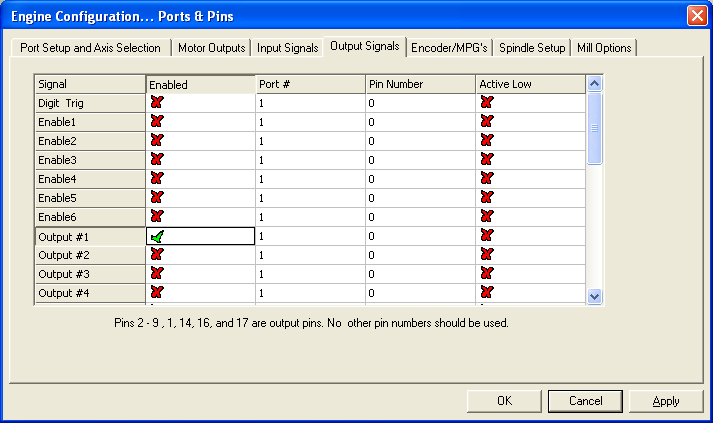 Engine Configuration... Ports & Pins
Port Setup and Axis Selection Motor Outputs Input Signals Output Signals Encoder/MPG's Spindle Setup Mill Options
Signal Enabled Port # Pin Number Active Low
Digit Trig 1 0
Enable1 1 0
Enable2 1 0
Enable3 1 0
Enable4 1 0
Enable5 1 0
Enable6 1 0
Output #1 1 0
Output #2 1 0
Output #3 1 0
Output #4 1 0
Pins 2 - 9 , 1, 14, 16, and 17 are output pins. No other pin numbers should be used.
OK Cancel Apply